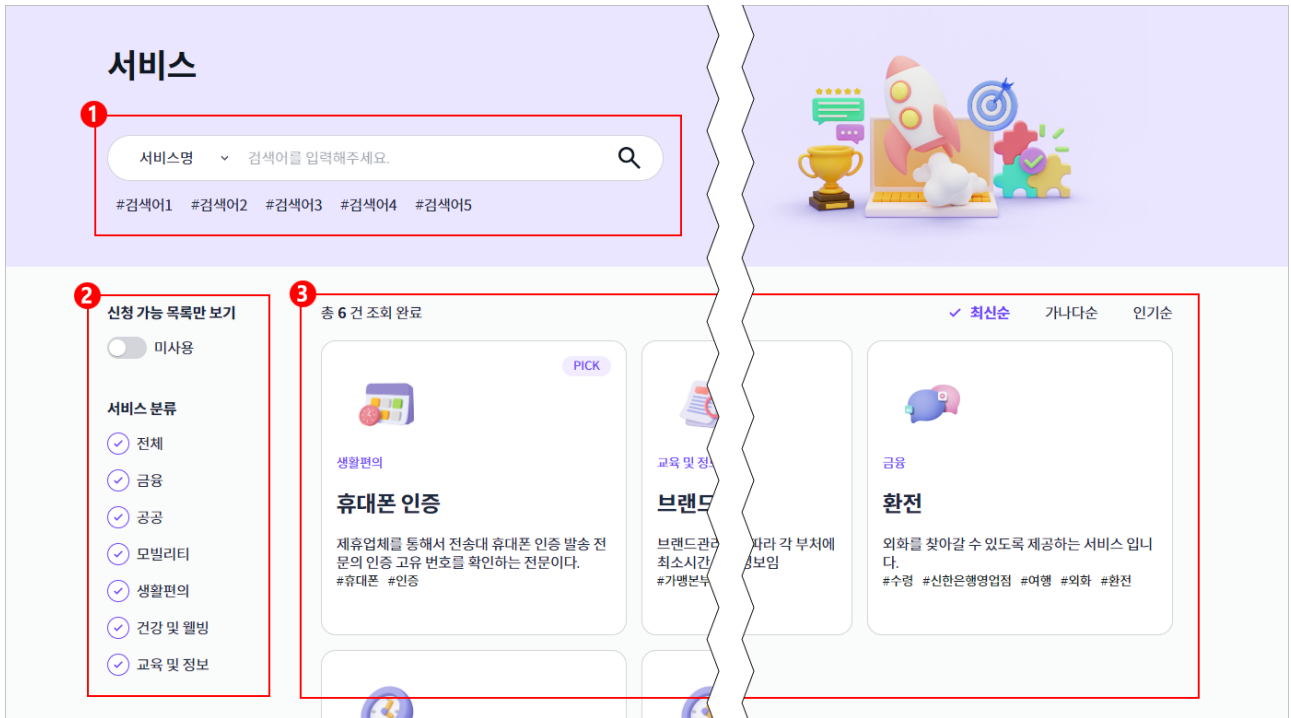 서비스
1
서비스명 검색어를 입력해주세요.
#검색어1 #검색어2 #검색어3 #검색어4 #검색어5
2
신청 가능 목록만 보기
미사용
서비스 분류
전체
금융
공공
모빌리티
생활편의
건강 및 웰빙
교육 및 정보
3
총 6 건 조회 완료
최신순 가나다순 인기순
PICK
생활편의
휴대폰 인증
제휴업체를 통해서 전송대 휴대폰 인증 발송 전
문의 인증 고유 번호를 확인하는 전문이다.
#휴대폰 #인증
교육 및 정보
브랜드
브랜드관리 따라 각 부처에
최소시간 정보임
#가맹본부
금융
환전
외화를 찾아갈 수 있도록 제공하는 서비스 입니
다.
#수령 #신한은행영업점 #여행 #외화 #환전